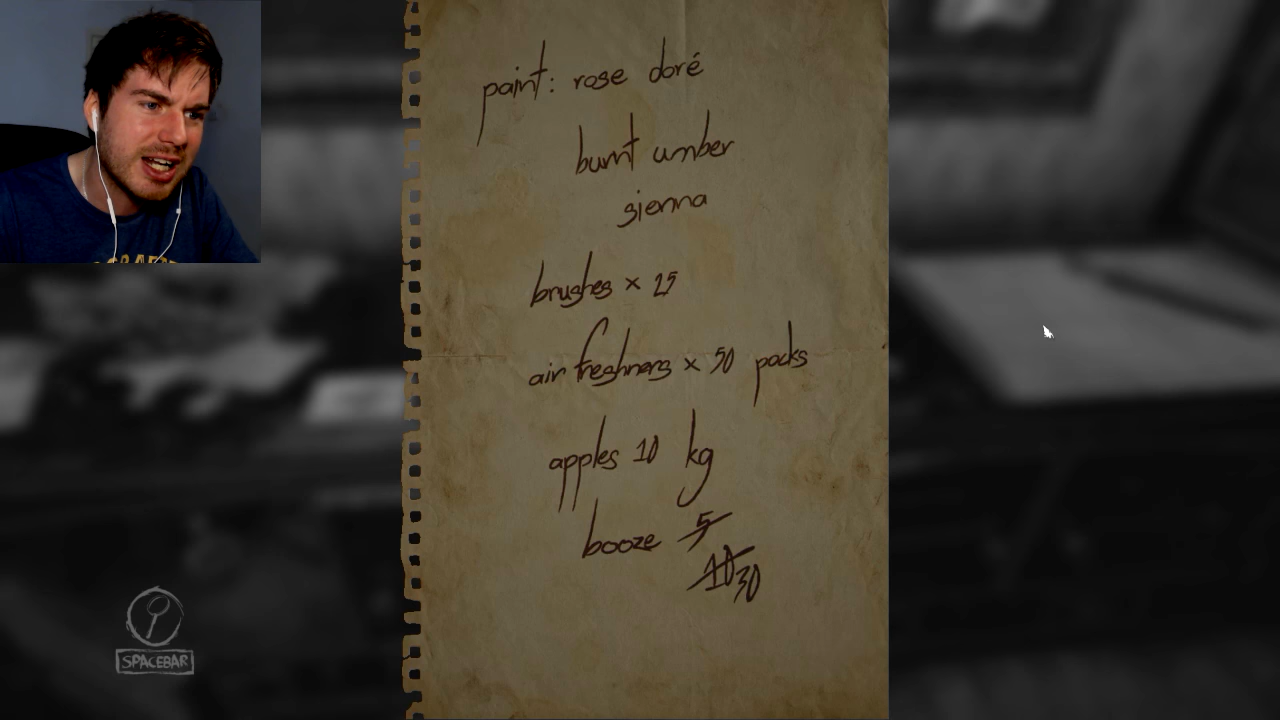 paint: rose doré
burnt umber
sienna
brushes x 25
air freshners x 50 packs
apples 10 kg
booze 5
10 30
SPACEBAR